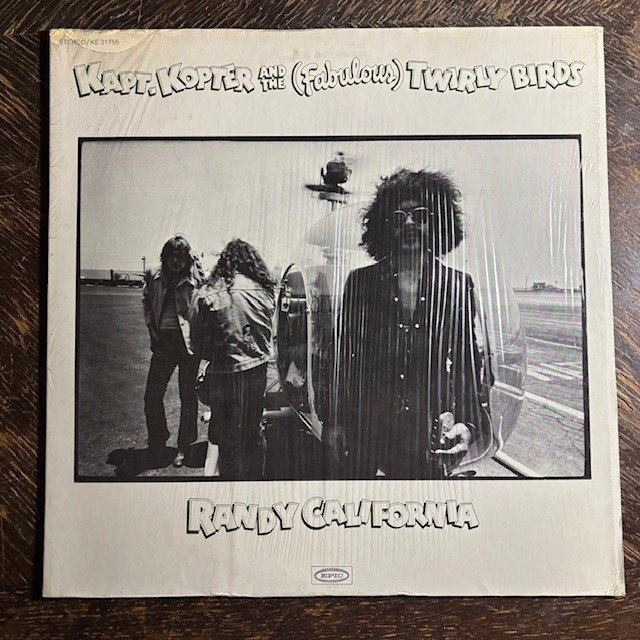 STEREO/KE 31755
KAPT. KOPTER AND THE (Fabulous) TWIRLY BIRDS
RANDY CALIFORNIA
EPIC